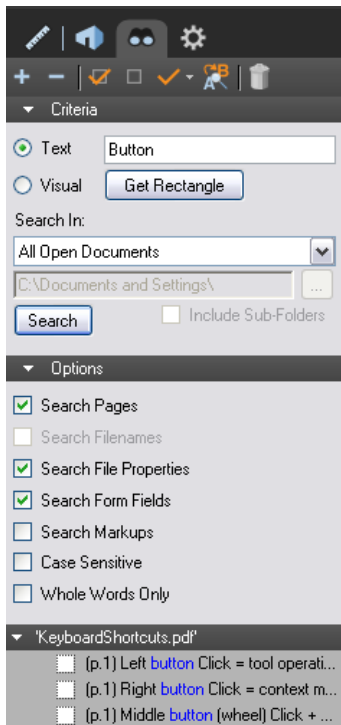 Criteria
Text Button
Visual Get Rectangle
Search In:
All Open Documents
C:\Documents and Settings\ ...
Search Include Sub-Folders
Options
Search Pages
Search Filenames
Search File Properties
Search Form Fields
Search Markups
Case Sensitive
Whole Words Only
'KeyboardShortcuts.pdf'
(p.1) Left button Click = tool operati...
(p.1) Right button Click = context m...
(p.1) Middle button (wheel) Click + ...